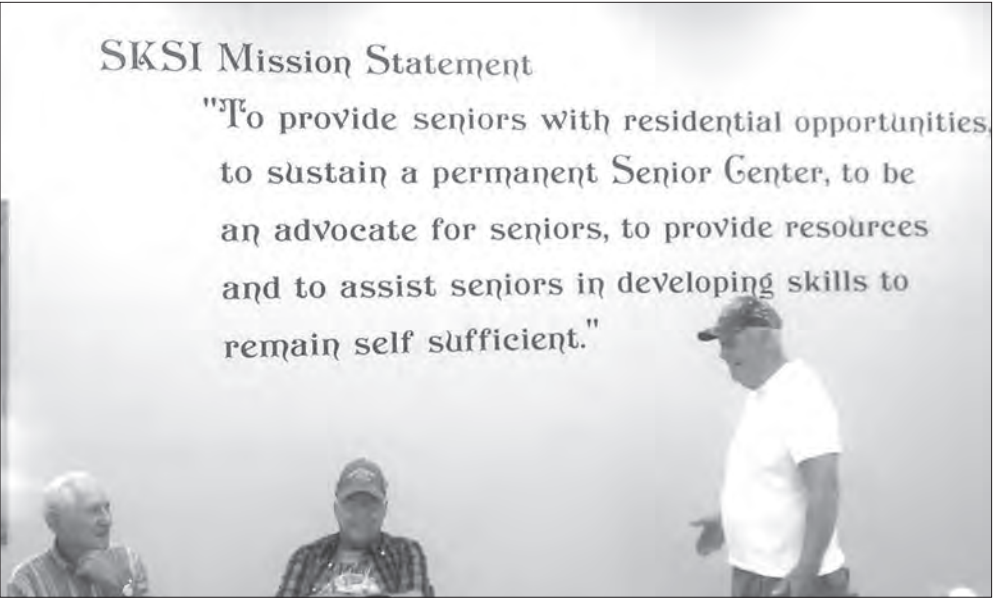 SKSI Mission Statement
"To provide seniors with residential opportunities,
to sustain a permanent Senior Center, to be
an advocate for seniors, to provide resources
and to assist seniors in developing skills to
remain self sufficient."